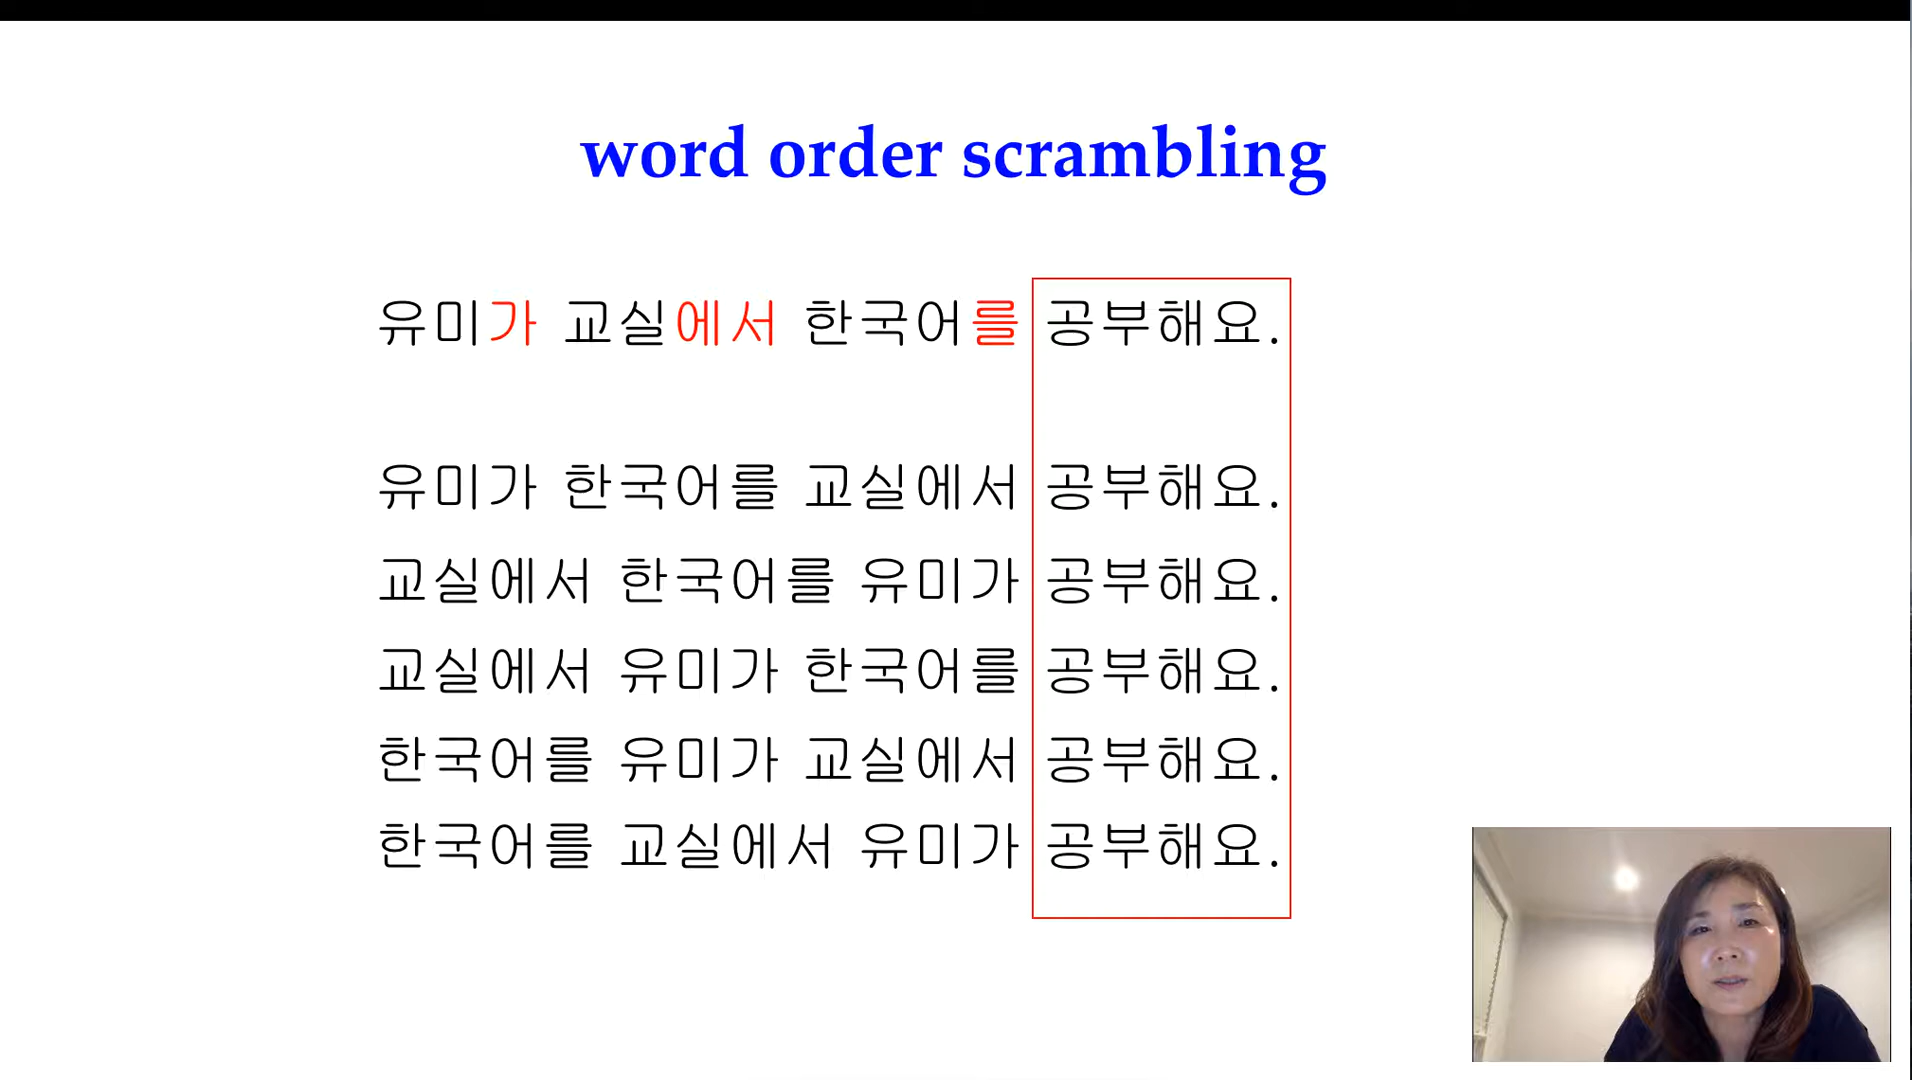 word order scrambling
유미가 교실에서 한국어를 공부해요.
유미가 한국어를 교실에서 공부해요.
교실에서 한국어를 유미가 공부해요.
교실에서 유미가 한국어를 공부해요.
한국어를 유미가 교실에서 공부해요.
한국어를 교실에서 유미가 공부해요.